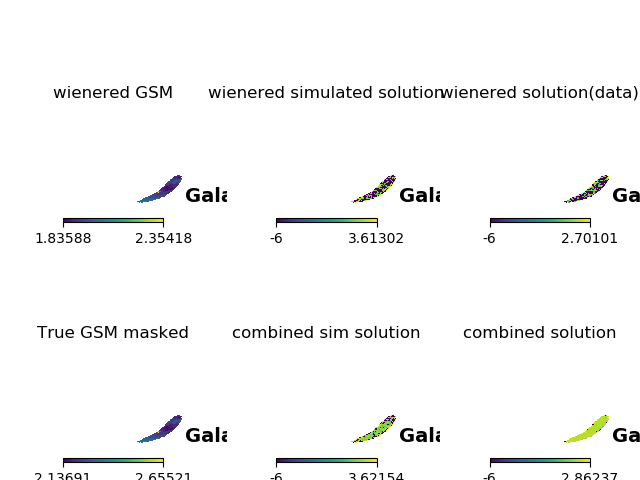 wienered GSM
wienered simulated solution
wienered solution(data)
Gala
Gala
Ga
1.83588 2.35418
-6 3.61302
-6 2.70101
True GSM masked
combined sim solution
combined solution
Gala
Gala
Ga
2.13691 2.65521
-6 3.62154
-6 2.86237